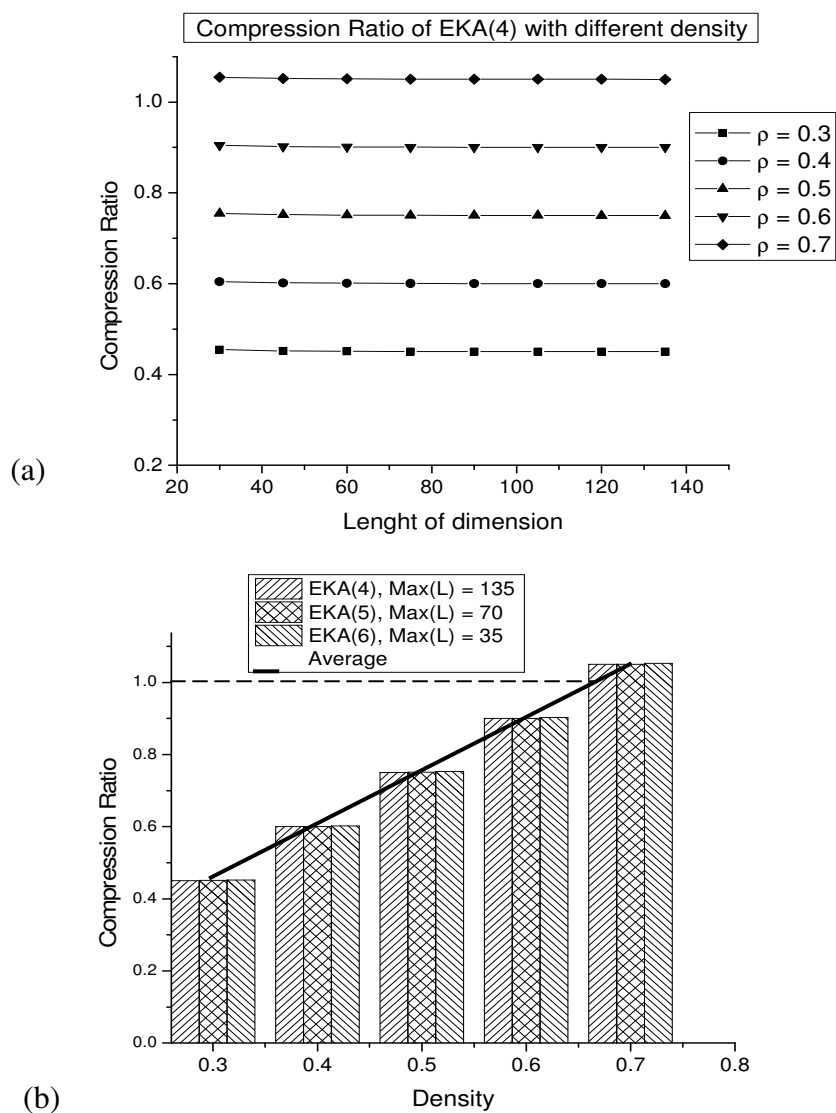 Compression Ratio of EKA(4) with different density
1.0
0.8
0.6
0.4
0.2
Compression Ratio
20 40 60 80 100 120 140
Lenght of dimension
ρ = 0.3
ρ = 0.4
ρ = 0.5
ρ = 0.6
ρ = 0.7
(a)
EKA(4), Max(L) = 135
EKA(5), Max(L) = 70
EKA(6), Max(L) = 35
Average
1.0
0.8
0.6
0.4
0.2
0.0
Compression Ratio
0.3 0.4 0.5 0.6 0.7 0.8
Density
(b)